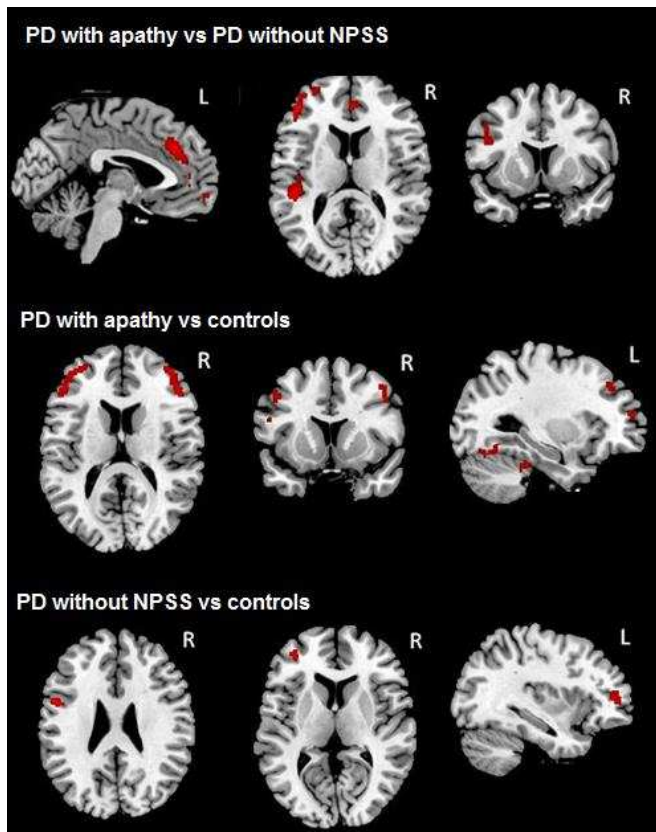 PD with apathy vs PD without NPSS
L
R
R
PD with apathy vs controls
R
R
L
PD without NPSS vs controls
R
R
L